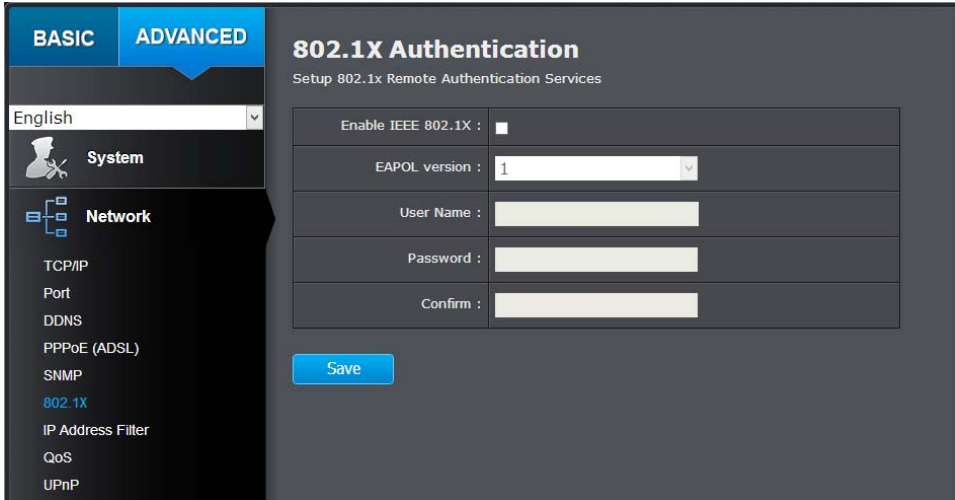 BASIC
ADVANCED
English
System
Network
TCP/IP
Port
DDNS
PPPoE (ADSL)
SNMP
802.1X
IP Address Filter
QoS
UPnP
802.1X Authentication
Setup 802.1x Remote Authentication Services
Enable IEEE 802.1X :
EAPOL version : 1
User Name :
Password :
Confirm :
Save